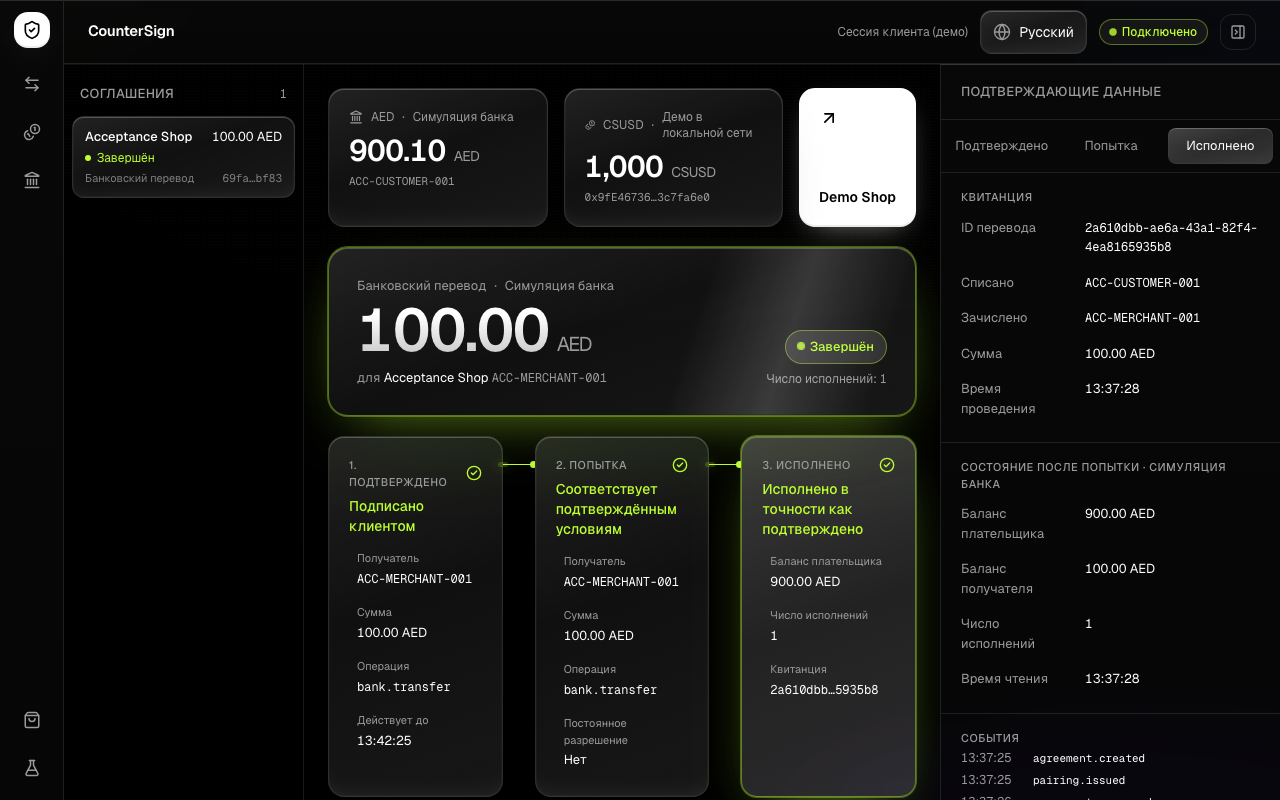 CounterSign
Сессия клиента (демо)
Русский
Подключено
СОГЛАШЕНИЯ 1
Acceptance Shop 100.00 AED
Завершён
Банковский перевод 69fa…bf83
AED · Симуляция банка
900.10 AED
ACC-CUSTOMER-001
CSUSD · Демо в
локальной сети
1,000 CSUSD
0x9fE46736…3c7fa6e0
Demo Shop
Банковский перевод · Симуляция банка
100.00 AED
для Acceptance Shop ACC-MERCHANT-001
Завершён
Число исполнений: 1
1.
ПОДТВЕРЖДЕНО
Подписано
клиентом
Получатель
ACC-MERCHANT-001
Сумма
100.00 AED
Операция
bank.transfer
Действует до
13:42:25
2. ПОПЫТКА
Соответствует
подтверждённым
условиям
Получатель
ACC-MERCHANT-001
Сумма
100.00 AED
Операция
bank.transfer
Постоянное
разрешение
Нет
3. ИСПОЛНЕНО
Исполнено в
точности как
подтверждено
Баланс плательщика
900.00 AED
Число исполнений
1
Квитанция
2a610dbb…5935b8
ПОДТВЕРЖДАЮЩИЕ ДАННЫЕ
Подтверждено Попытка Исполнено
КВИТАНЦИЯ
ID перевода 2a610dbb-ae6a-43a1-82f4-
4ea8165935b8
Списано ACC-CUSTOMER-001
Зачислено ACC-MERCHANT-001
Сумма 100.00 AED
Время 13:37:28
проведения
СОСТОЯНИЕ ПОСЛЕ ПОПЫТКИ · СИМУЛЯЦИЯ
БАНКА
Баланс 900.00 AED
плательщика
Баланс 100.00 AED
получателя
Число 1
исполнений
Время чтения 13:37:28
СОБЫТИЯ
13:37:25 agreement.created
13:37:25 pairing.issued